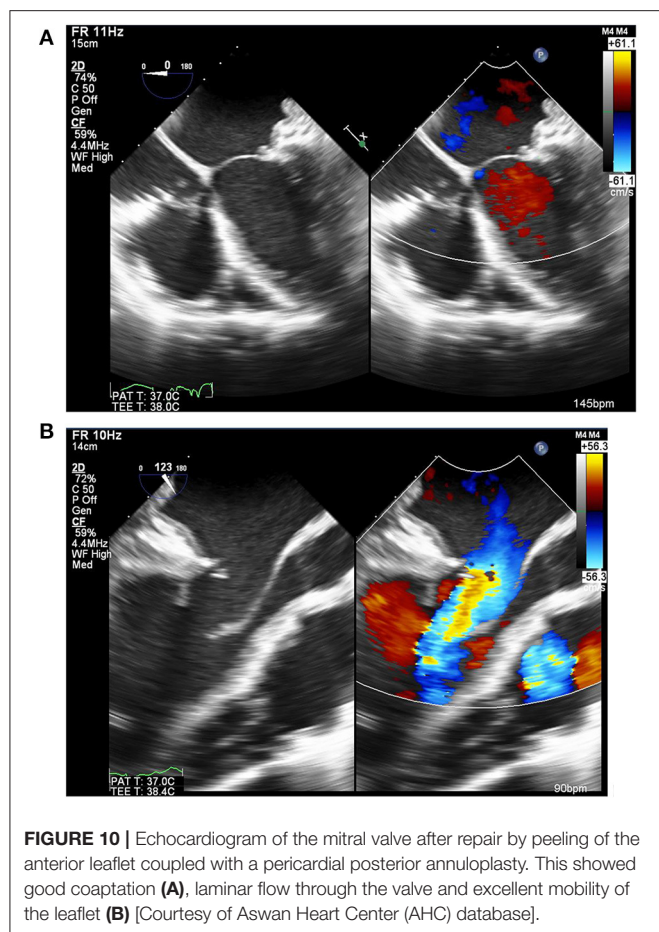 A
FR 11Hz
15cm
2D
74%
C 50
P Off
Gen
CF
59%
4.4MHz
WF High
Med
0 0 180
P
M4 M4
+61.1
-61.1
cm/s
PAT T: 37.0C
TEE T: 38.0C
145bpm
B
FR 10Hz
14cm
2D
72%
C 50
P Off
Gen
CF
59%
4.4MHz
WF High
Med
0 123 180
P
M4 M4
+56.3
-56.3
PAT T: 37.0C
TEE T: 38.4C
90bpm
FIGURE 10 | Echocardiogram of the mitral valve after repair by peeling of the
anterior leaflet coupled with a pericardial posterior annuloplasty. This showed
good coaptation (A), laminar flow through the valve and excellent mobility of
the leaflet (B) [Courtesy of Aswan Heart Center (AHC) database].